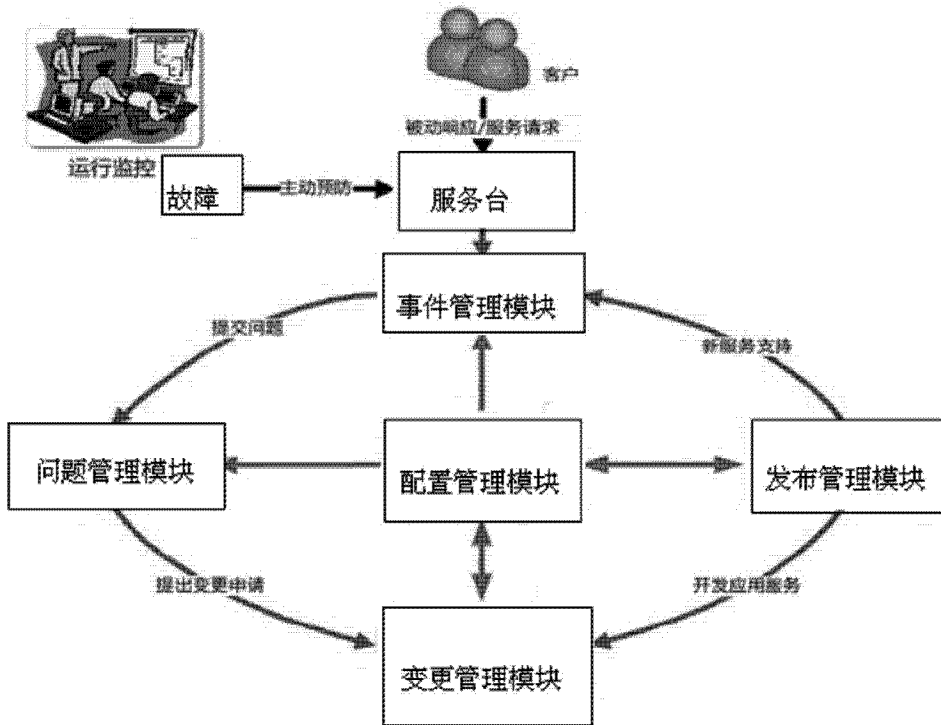 客户
被动响应/服务请求
运行监控
故障
主动预防
服务台
事件管理模块
提交问题
新服务支持
问题管理模块
配置管理模块
发布管理模块
提出变更申请
开发应用服务
变更管理模块